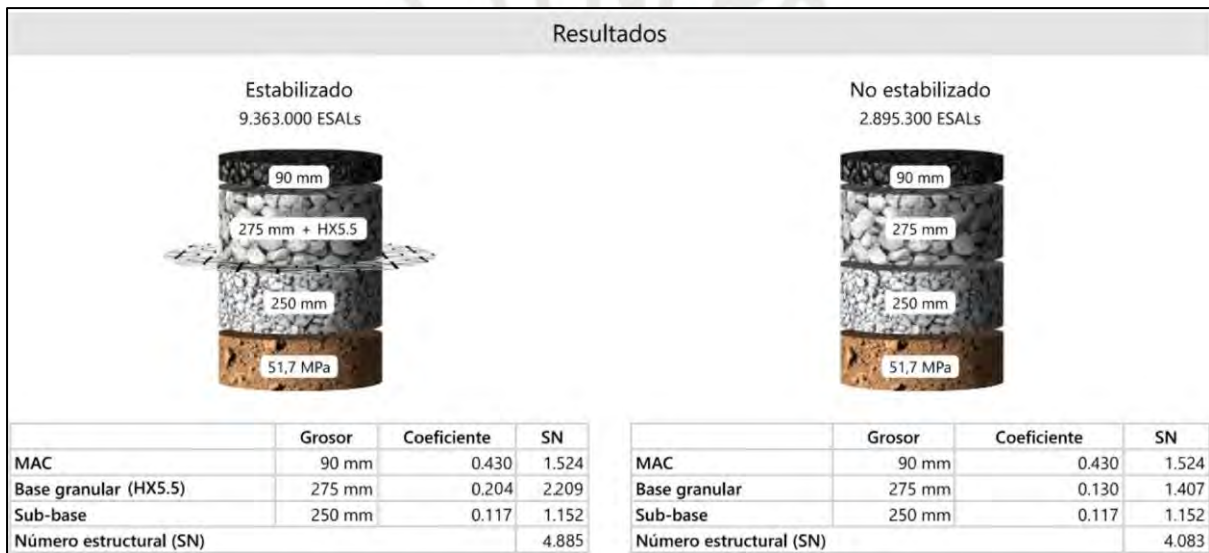 Resultados
Estabilizado
9.363.000 ESALs
90 mm
275 mm + HX5.5
250 mm
51,7 MPa
No estabilizado
2.895.300 ESALs
90 mm
275 mm
250 mm
51,7 MPa
Grosor Coeficiente SN
MAC 90 mm 0.430 1.524
Base granular (HX5.5) 275 mm 0.204 2.209
Sub-base 250 mm 0.117 1.152
Número estructural (SN) 4.885
Grosor Coeficiente SN
MAC 90 mm 0.430 1.524
Base granular 275 mm 0.130 1.407
Sub-base 250 mm 0.117 1.152
Número estructural (SN) 4.083